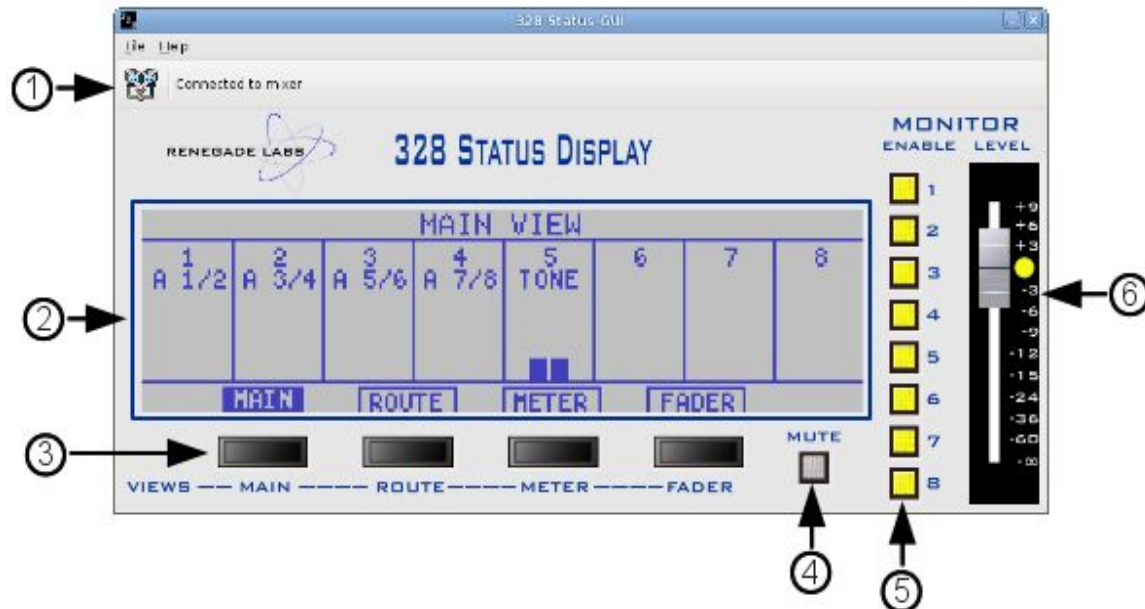 328 Status GUI
File Help
Connected to mixer
1
RENEGADE LABS
328 STATUS DISPLAY
MONITOR
ENABLE LEVEL
MAIN VIEW
1 2 3 4 5 6 7 8
A 1/2 A 3/4 A 5/6 A 7/8 TONE
MAIN ROUTE METER FADER
2
3
VIEWS MAIN ROUTE METER FADER
MUTE
1
2
3
4
5
6
7
8
+9
+6
+3
-3
-6
-9
-12
-15
-24
-36
-60
-∞
6
4
5